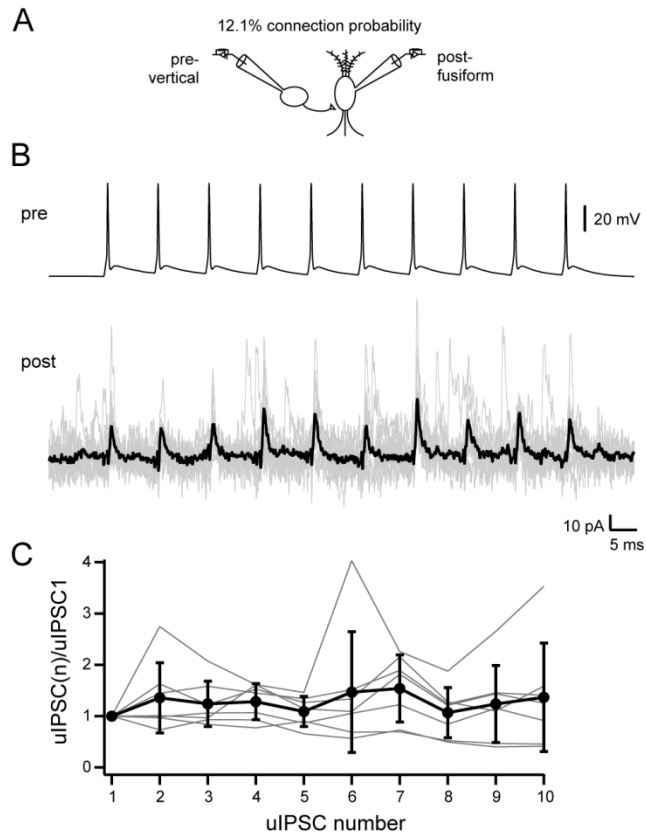 A
12.1% connection probability
pre-
vertical
post-
fusiform
B
pre
20 mV
post
10 pA
5 ms
C
uIPSC(n)/uIPSC1
4
3
2
1
0
1 2 3 4 5 6 7 8 9 10
uIPSC number